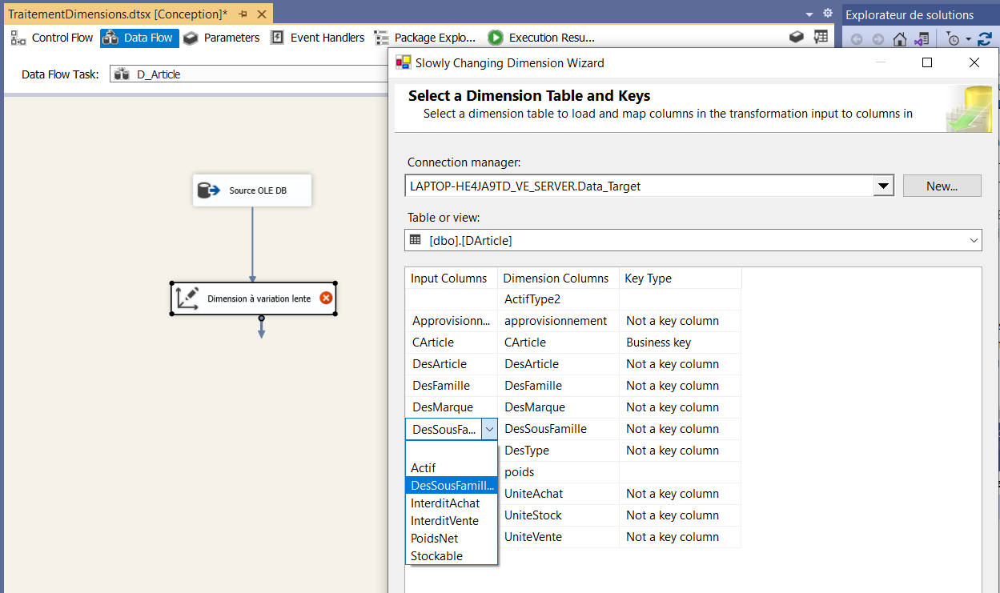 TraitementDimensions.dtsx [Conception]*
Explorateur de solutions
Control Flow Data Flow Parameters Event Handlers Package Explo... Execution Resu...
Data Flow Task: D_Article
Source OLE DB
Dimension à variation lente
Slowly Changing Dimension Wizard
Select a Dimension Table and Keys
Select a dimension table to load and map columns in the transformation input to columns in
Connection manager:
LAPTOP-HE4JA9TD_VE_SERVER.Data_Target New...
Table or view:
[dbo].[DArticle]
Input Columns Dimension Columns Key Type
ActifType2
Approvisionn... approvisionnement Not a key column
CArticle CArticle Business key
DesArticle DesArticle Not a key column
DesFamille DesFamille Not a key column
DesMarque DesMarque Not a key column
DesSousFa... DesSousFamille Not a key column
DesType Not a key column
poids
UniteAchat Not a key column
UniteStock Not a key column
UniteVente Not a key column
Actif
DesSousFamill...
InterditAchat
InterditVente
PoidsNet
Stockable